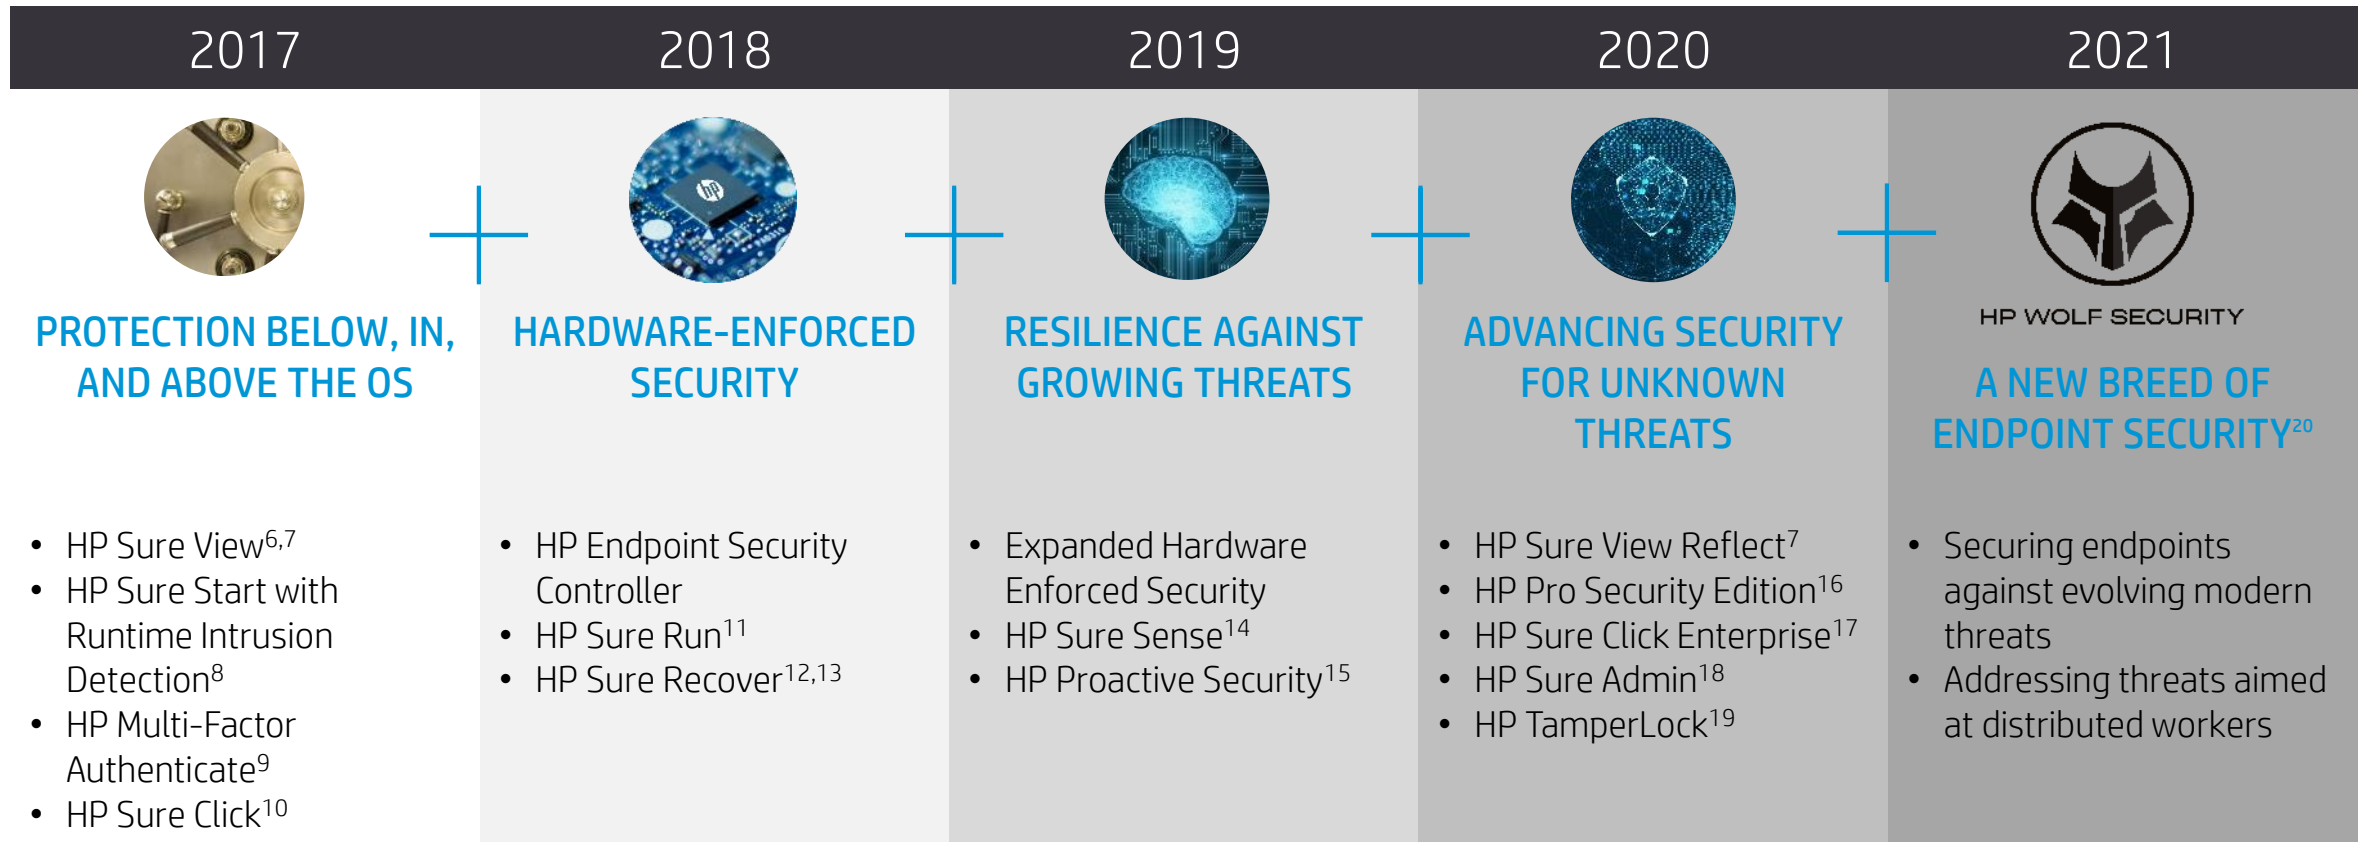 2017
2018
2019
2020
2021
PROTECTION BELOW, IN,
AND ABOVE THE OS
• HP Sure View6,7
• HP Sure Start with
Runtime Intrusion
Detection8
• HP Multi-Factor
Authenticate9
• HP Sure Click10
hp
HARDWARE-ENFORCED
SECURITY
• HP Endpoint Security
Controller
• HP Sure Run11
• HP Sure Recover12,13
RESILIENCE AGAINST
GROWING THREATS
• Expanded Hardware
Enforced Security
• HP Sure Sense14
• HP Proactive Security15
ADVANCING SECURITY
FOR UNKNOWN
THREATS
• HP Sure View Reflect7
• HP Pro Security Edition16
• HP Sure Click Enterprise17
• HP Sure Admin18
• HP TamperLock19
HP WOLF SECURITY
A NEW BREED OF
ENDPOINT SECURITY20
• Securing endpoints
against evolving modern
threats
• Addressing threats aimed
at distributed workers